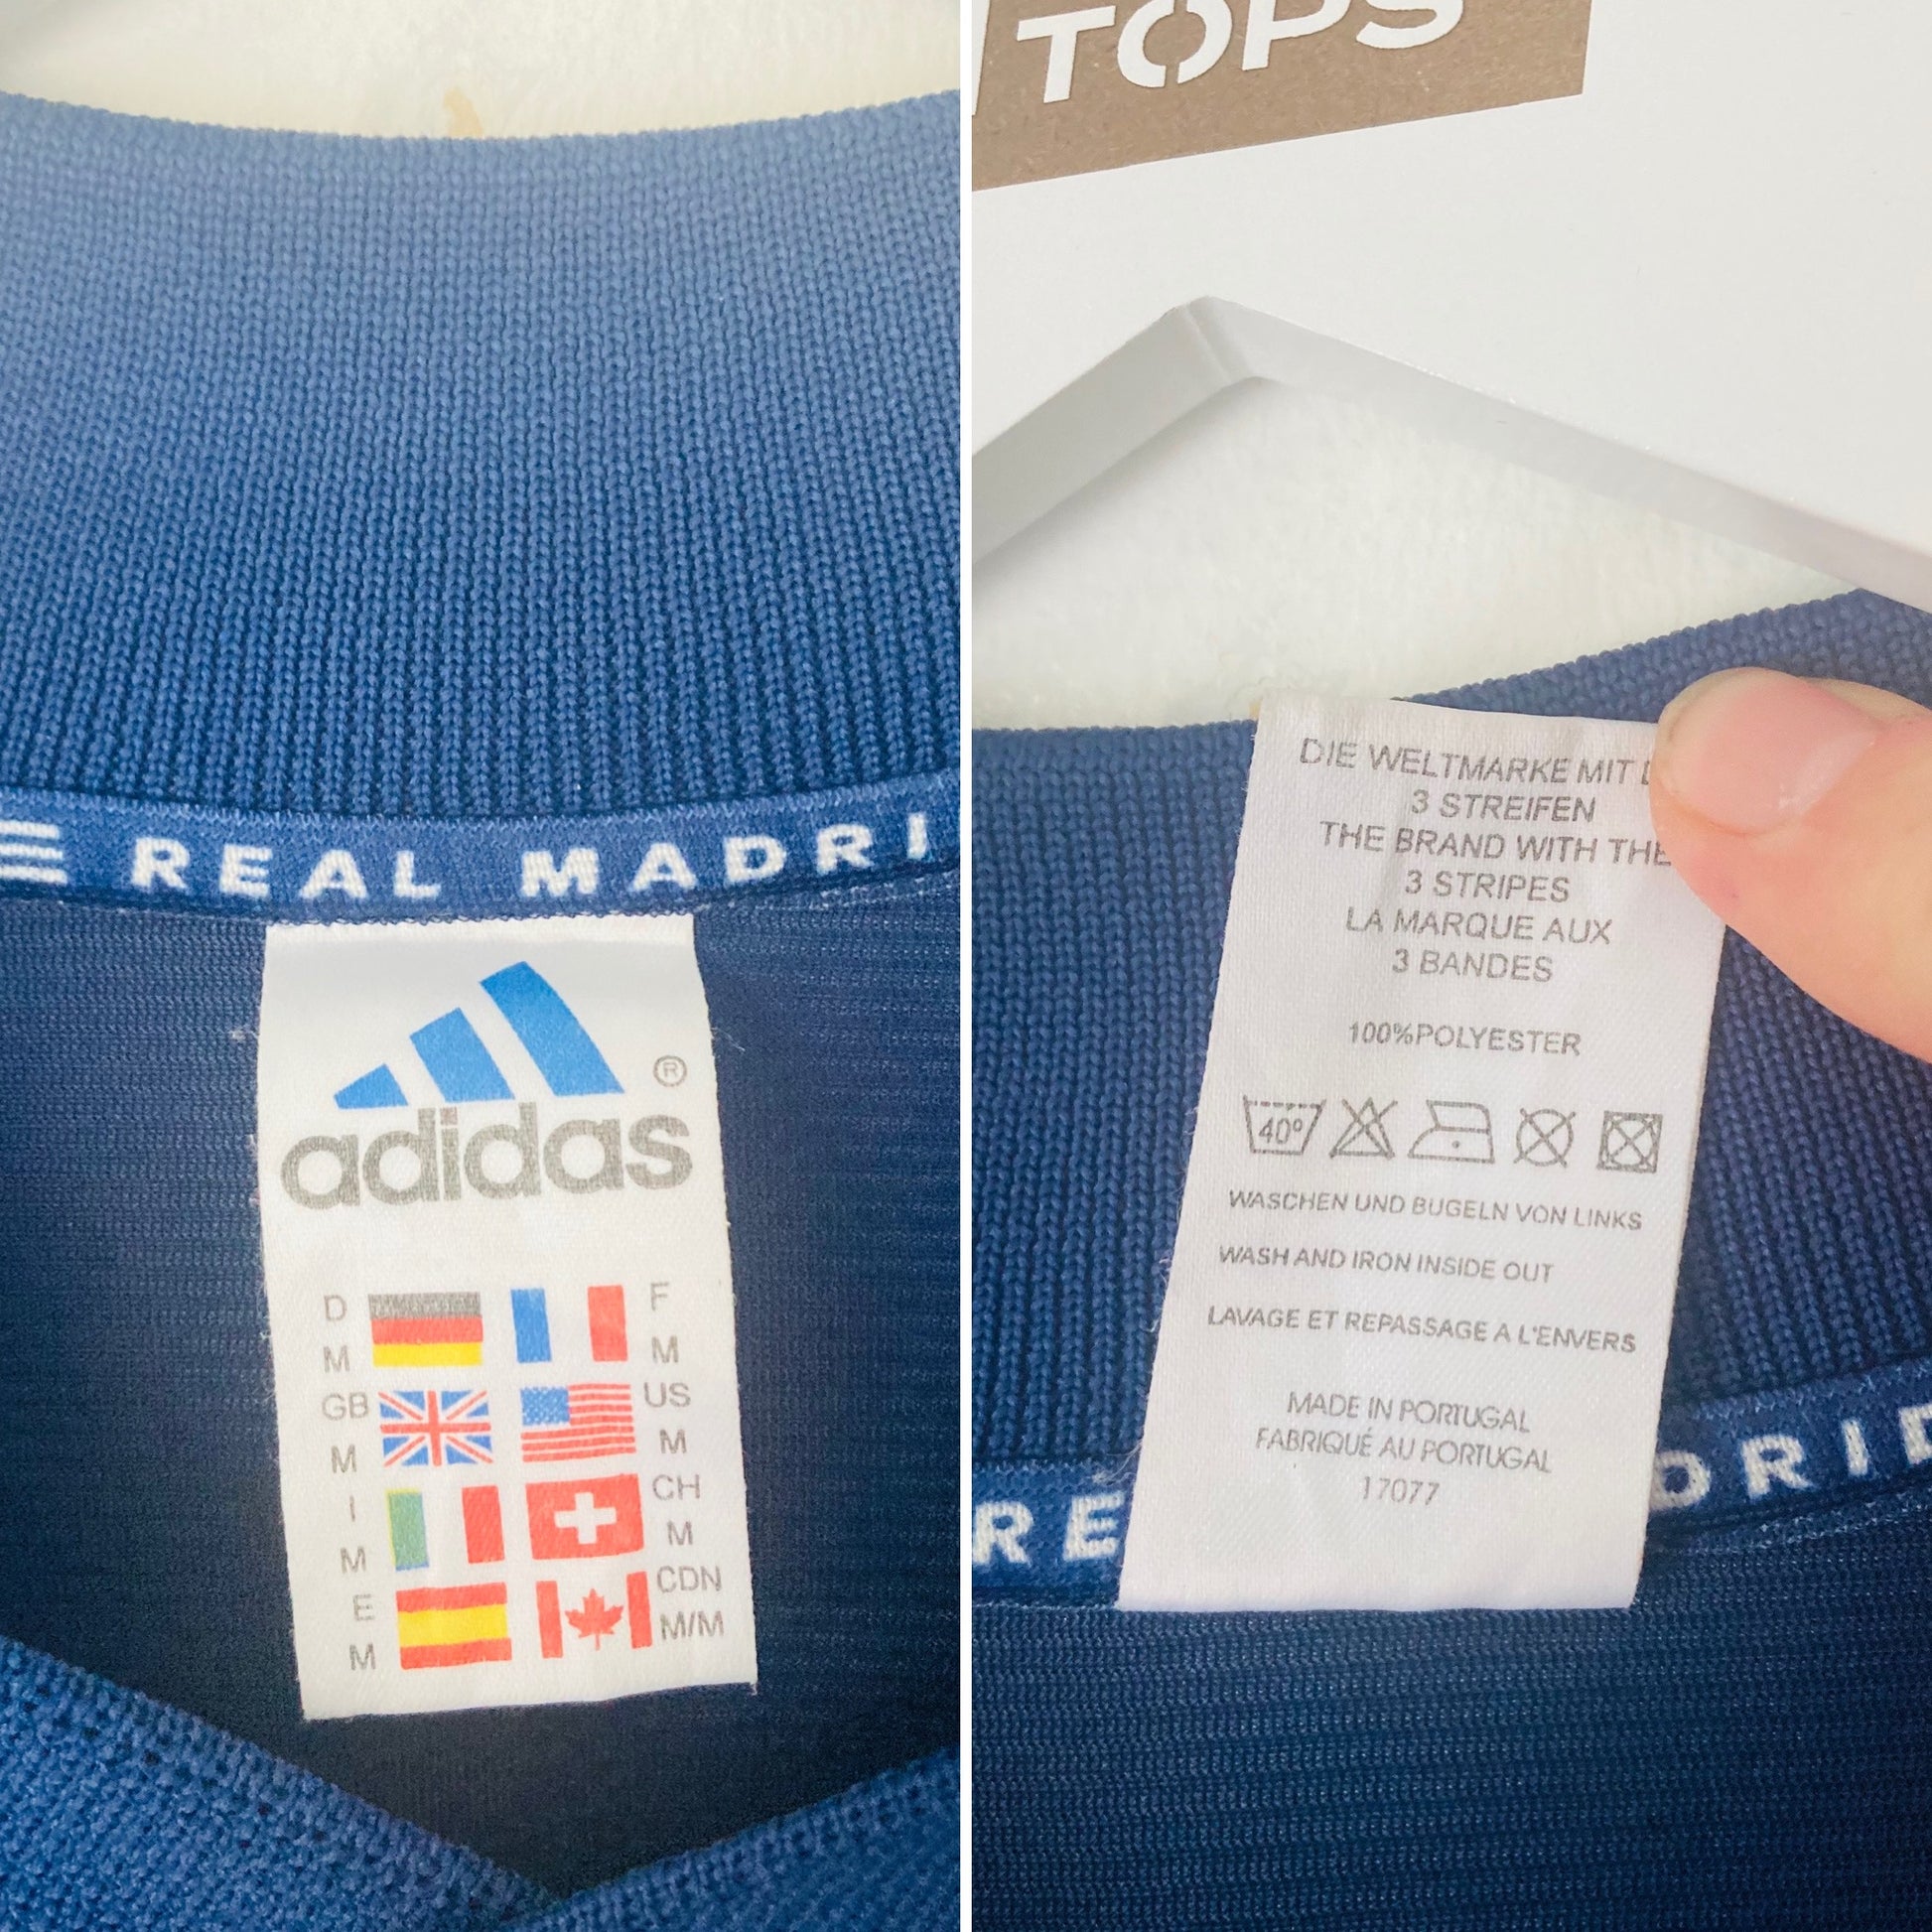 REAL MADRI
®
adidas
D F
M M
GB US
M M
I CH
M M
E CDN
M M/M
TOPS
DIE WELTMARKE MIT
3 STREIFEN
THE BRAND WITH THE
3 STRIPES
LA MARQUE AUX
3 BANDES
100%POLYESTER
40°
WASCHEN UND BUGELN VON LINKS
WASH AND IRON INSIDE OUT
LAVAGE ET REPASSAGE A L'ENVERS
MADE IN PORTUGAL
FABRIQUÉ AU PORTUGAL
17077
RE DRID